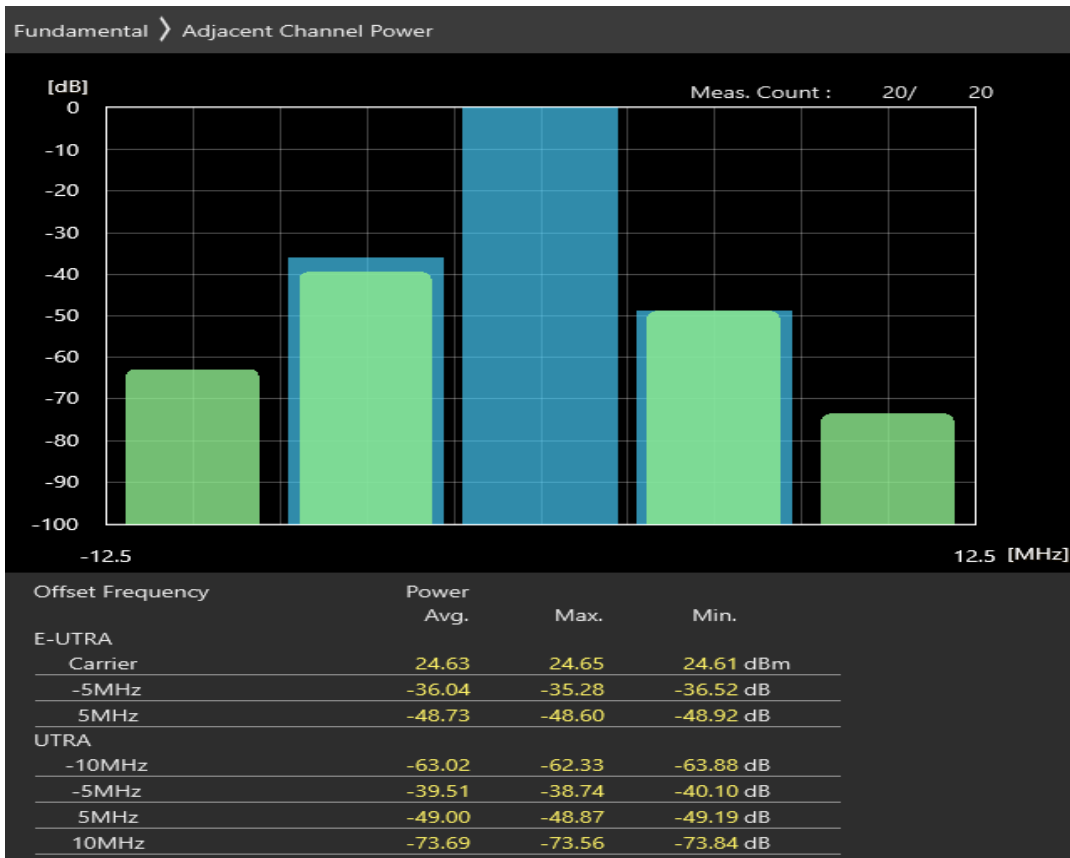 Fundamental ❭ Adjacent Channel Power
[dB]
Meas. Count : 20/ 20
0
-10
-20
-30
-40
-50
-60
-70
-80
-90
-100
-12.5 12.5 [MHz]
Offset Frequency Power
Avg. Max. Min.
E-UTRA
Carrier 24.63 24.65 24.61 dBm
-5MHz -36.04 -35.28 -36.52 dB
5MHz -48.73 -48.60 -48.92 dB
UTRA
-10MHz -63.02 -62.33 -63.88 dB
-5MHz -39.51 -38.74 -40.10 dB
5MHz -49.00 -48.87 -49.19 dB
10MHz -73.69 -73.56 -73.84 dB